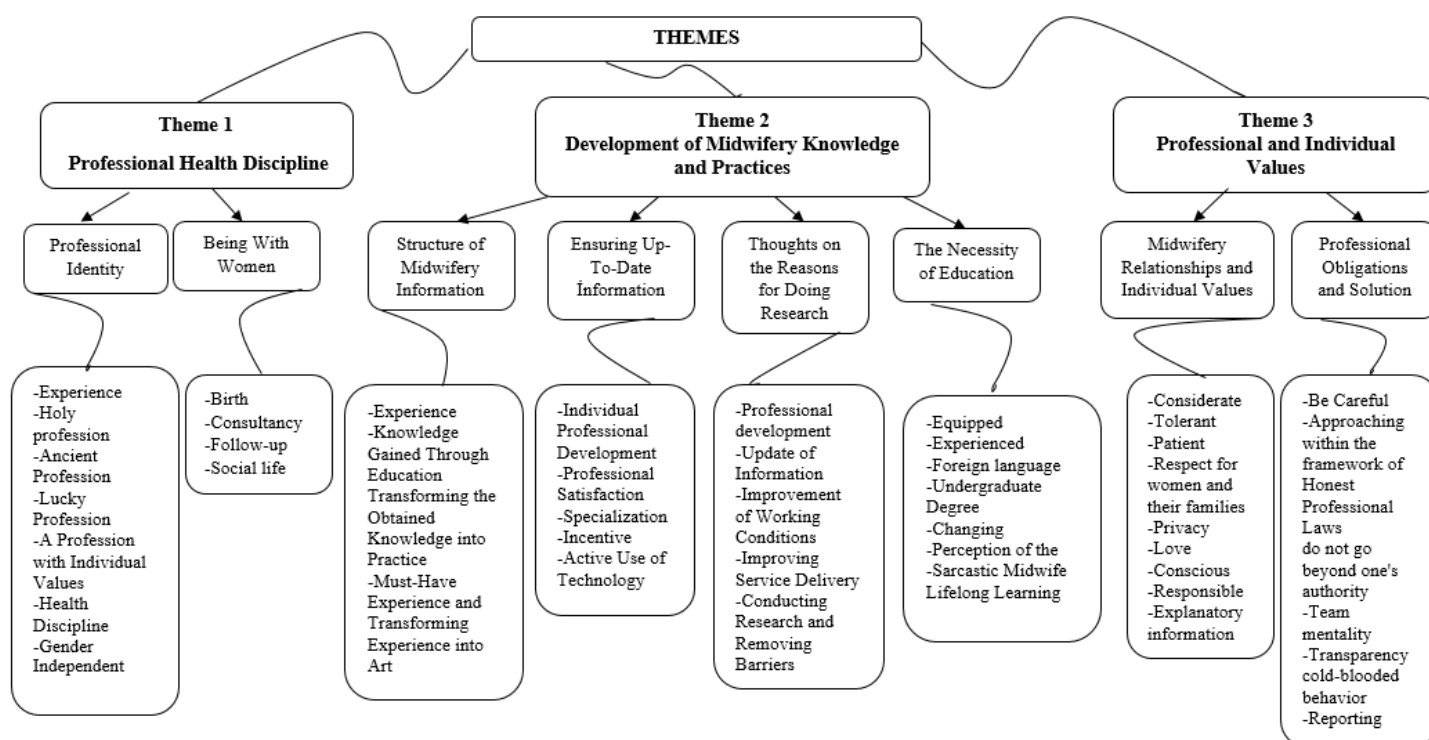 THEMES
Theme 1
Professional Health Discipline
Theme 2
Development of Midwifery Knowledge
and Practices
Theme 3
Professional and Individual
Values
Professional
Identity
Being With
Women
Structure of
Midwifery
Information
Ensuring Up-
To-Date
İnformation
Thoughts on
the Reasons
for Doing
Research
The Necessity
of Education
Midwifery
Relationships and
Individual Values
Professional
Obligations
and Solution
-Experience
-Holy
profession
-Ancient
Profession
-Lucky
Profession
-A Profession
with Individual
Values
-Health
Discipline
-Gender
Independent
-Birth
-Consultancy
-Follow-up
-Social life
-Experience
-Knowledge
Gained Through
Education
Transforming the
Obtained
Knowledge into
Practice
-Must-Have
Experience and
Transforming
Experience into
Art
-Individual
Professional
Development
-Professional
Satisfaction
-Specialization
-Incentive
-Active Use of
Technology
-Professional
development
-Update of
Information
-Improvement
of Working
Conditions
-Improving
Service Delivery
-Conducting
Research and
Removing
Barriers
-Equipped
-Experienced
-Foreign language
-Undergraduate
Degree
-Changing
-Perception of the
-Sarcastic Midwife
Lifelong Learning
-Considerate
-Tolerant
-Patient
-Respect for
women and
their families
-Privacy
-Love
-Conscious
-Responsible
-Explanatory
information
-Be Careful
-Approaching
within the
framework of
Honest
Professional
Laws
do not go
beyond one's
authority
-Team
mentality
-Transparency
cold-blooded
behavior
-Reporting